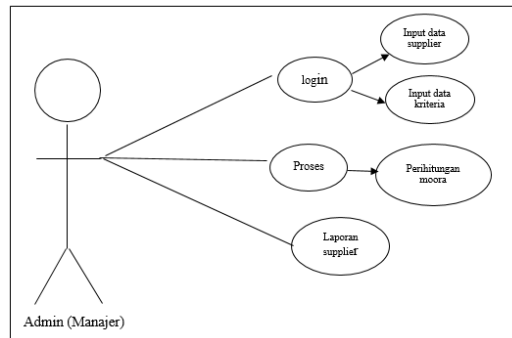 Input data
supplier
login
Input data
kriteria
Proses
Perihitungan
moora
Laporan
supplier
Admin (Manajer)